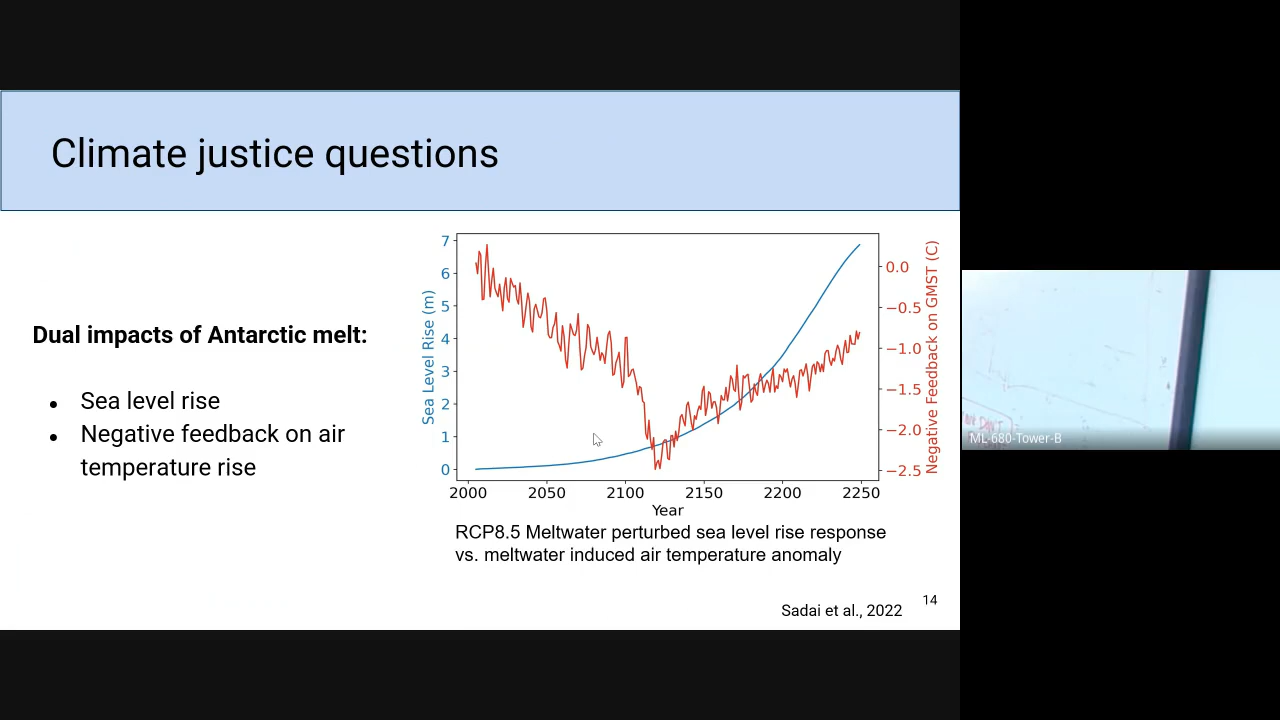 Climate justice questions
Dual impacts of Antarctic melt:
● Sea level rise
● Negative feedback on air
temperature rise
Sea Level Rise (m)
7
6
5
4
3
2
1
0
0.0
−0.5
−1.0
−1.5
−2.0
−2.5
Negative Feedback on GMST (C)
2000 2050 2100 2150 2200 2250
Year
RCP8.5 Meltwater perturbed sea level rise response
vs. meltwater induced air temperature anomaly
Sadai et al., 2022
14
ML-680-Tower-B